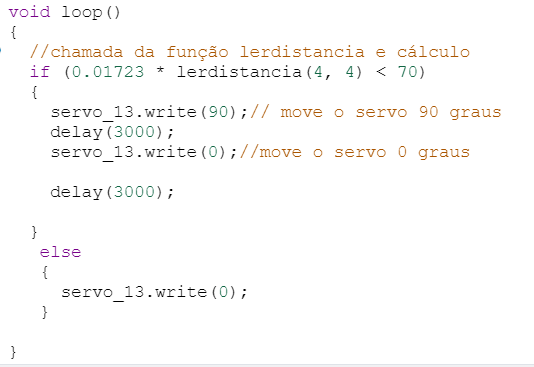 void loop()
{
  //chamada da função lerdistancia e cálculo
  if (0.01723 * lerdistancia(4, 4) < 70)
  {
    servo_13.write(90);// move o servo 90 graus
    delay(3000);
    servo_13.write(0);//move o servo 0 graus

    delay(3000);

  }
   else
   {
     servo_13.write(0);
   }

}